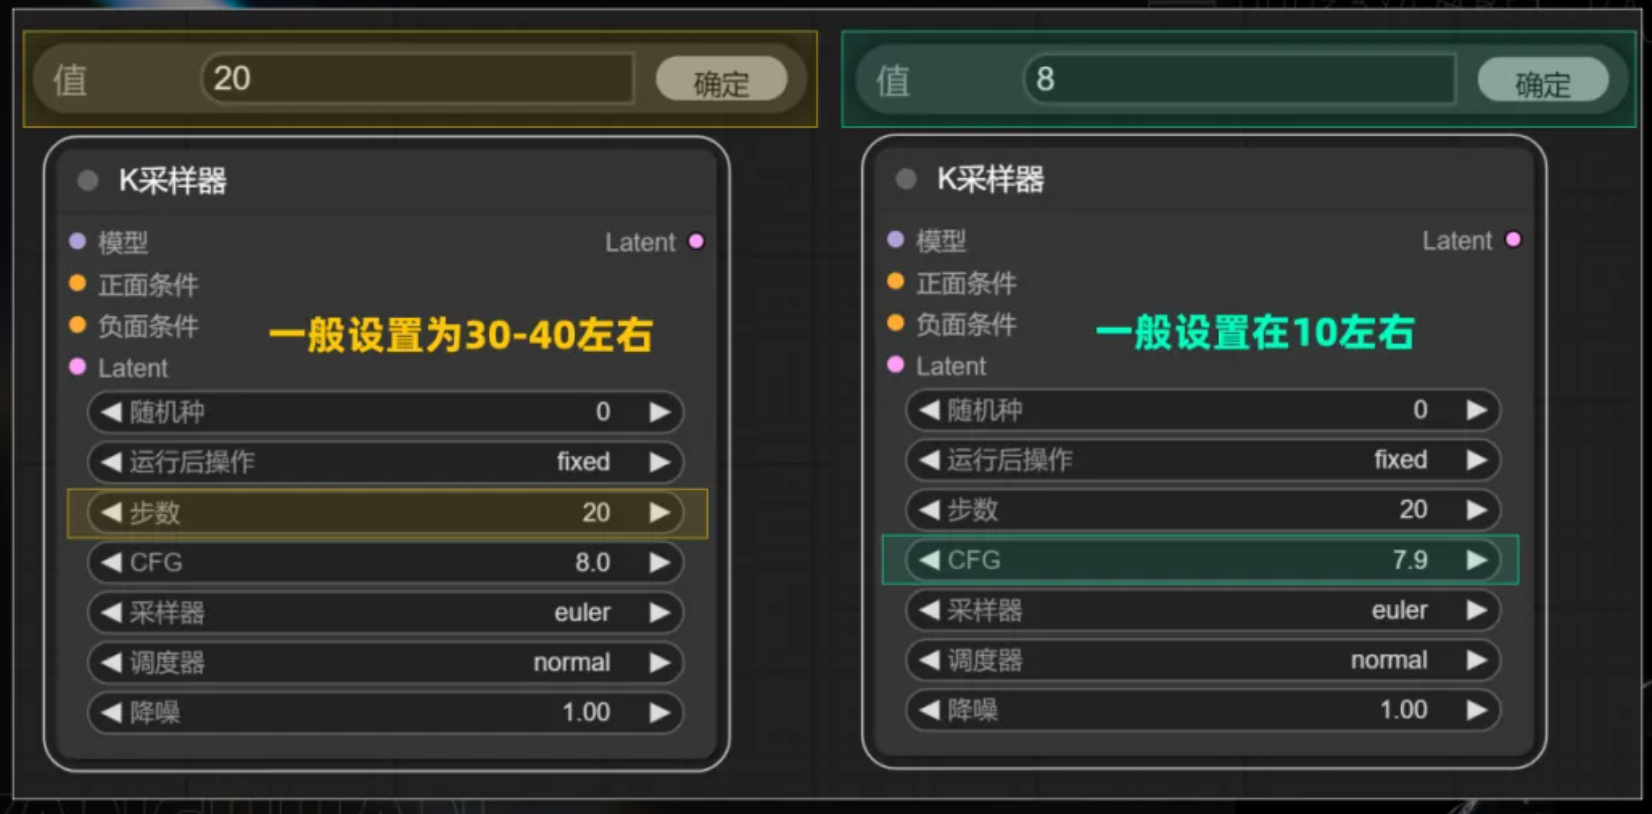 值 20 确定
K采样器
模型 Latent
正面条件
负面条件
一般设置为30-40左右
Latent
随机种 0
运行后操作 fixed
步数 20
CFG 8.0
采样器 euler
调度器 normal
降噪 1.00
值 8 确定
K采样器
模型 Latent
正面条件
负面条件
一般设置在10左右
Latent
随机种 0
运行后操作 fixed
步数 20
CFG 7.9
采样器 euler
调度器 normal
降噪 1.00